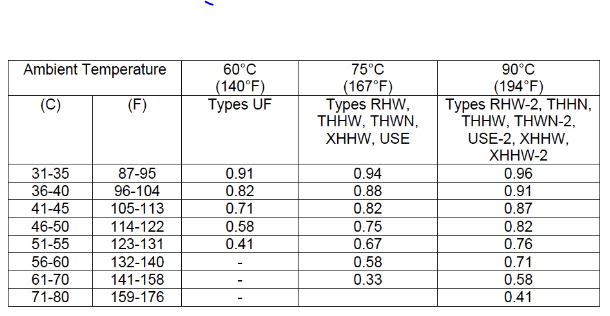 Ambient Temperature 60°C (140°F) 75°C (167°F) 90°C (194°F)
(C) (F) Types UF Types RHW, THHW, THWN, XHHW, USE Types RHW-2, THHN, THHW, THWN-2, USE-2, XHHW, XHHW-2
31-35 87-95 0.91 0.94 0.96
36-40 96-104 0.82 0.88 0.91
41-45 105-113 0.71 0.82 0.87
46-50 114-122 0.58 0.75 0.82
51-55 123-131 0.41 0.67 0.76
56-60 132-140 - 0.58 0.71
61-70 141-158 - 0.33 0.58
71-80 159-176 - 0.41